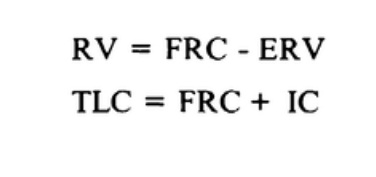 RV = FRC - ERV
TLC = FRC + IC